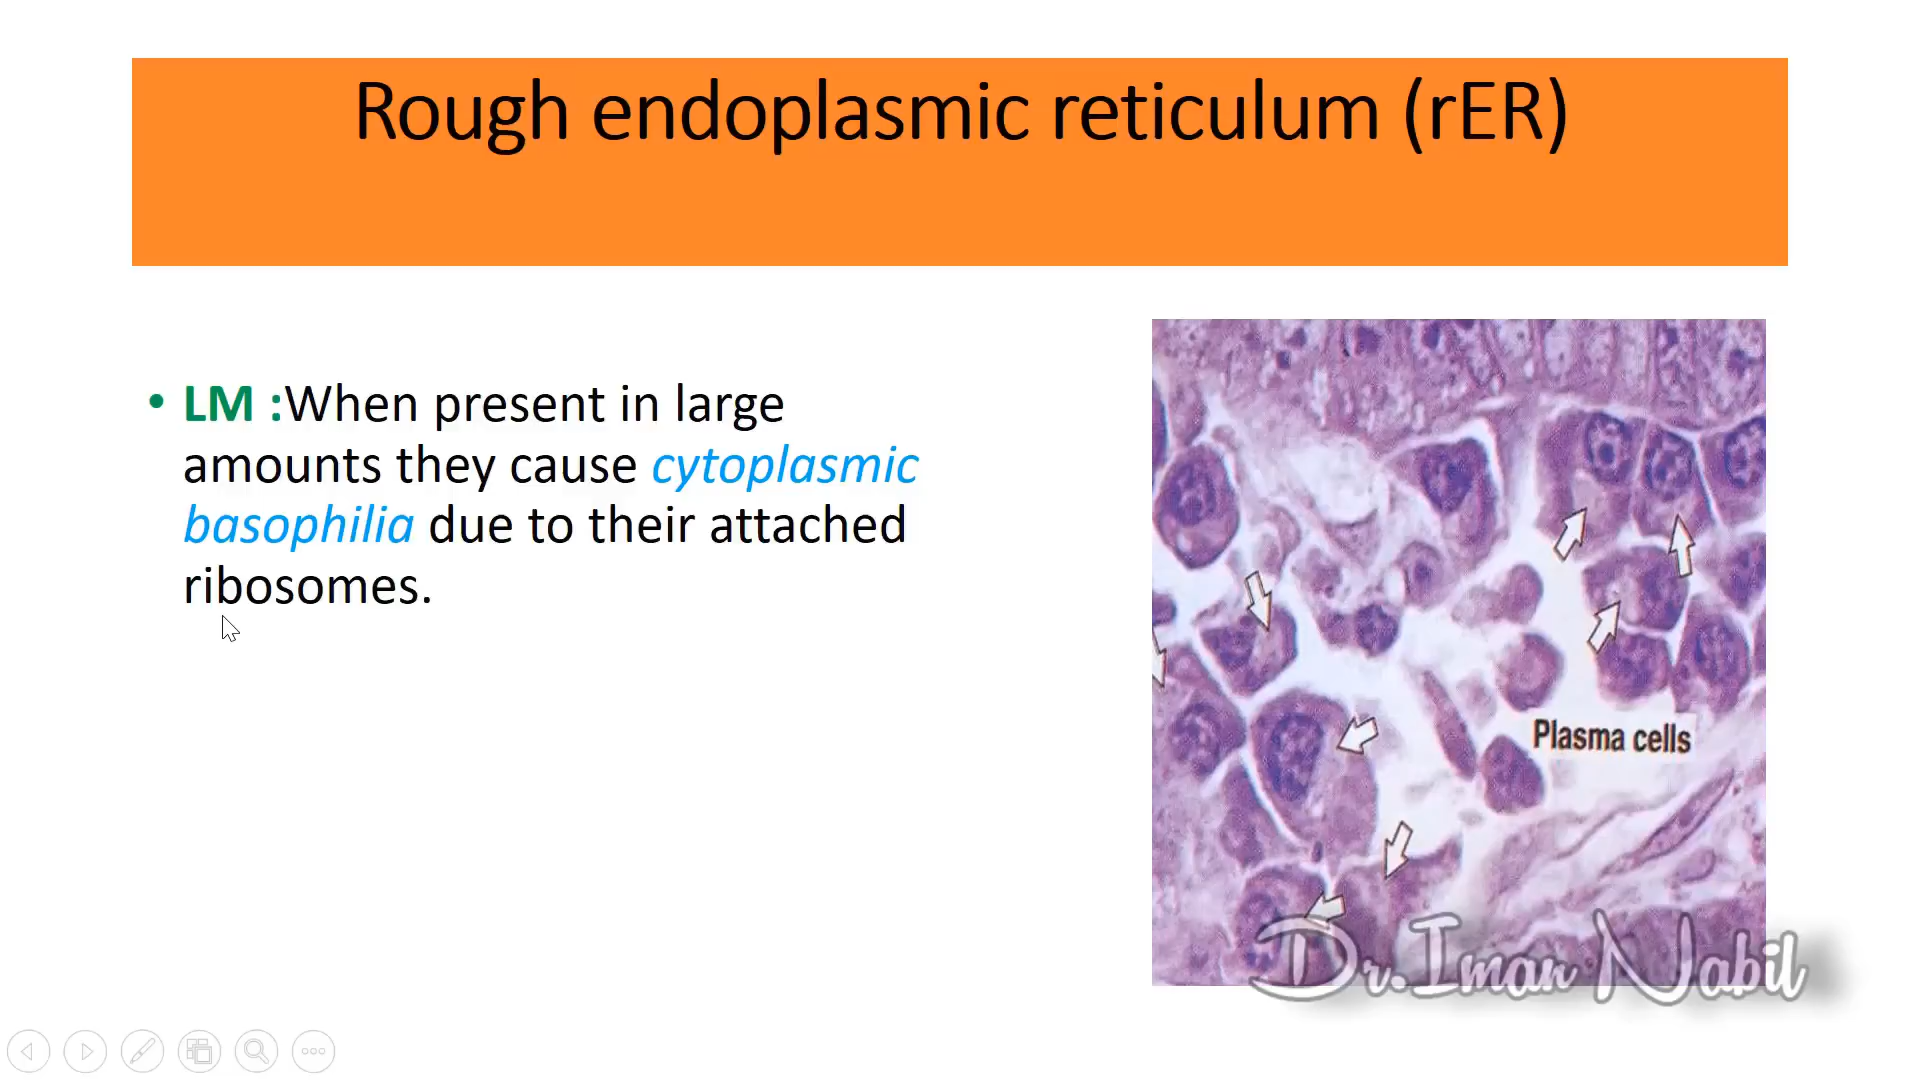 Rough endoplasmic reticulum (rER)
• LM :When present in large
amounts they cause cytoplasmic
basophilia due to their attached
ribosomes.
Plasma cells
Dr.Iman Nabil